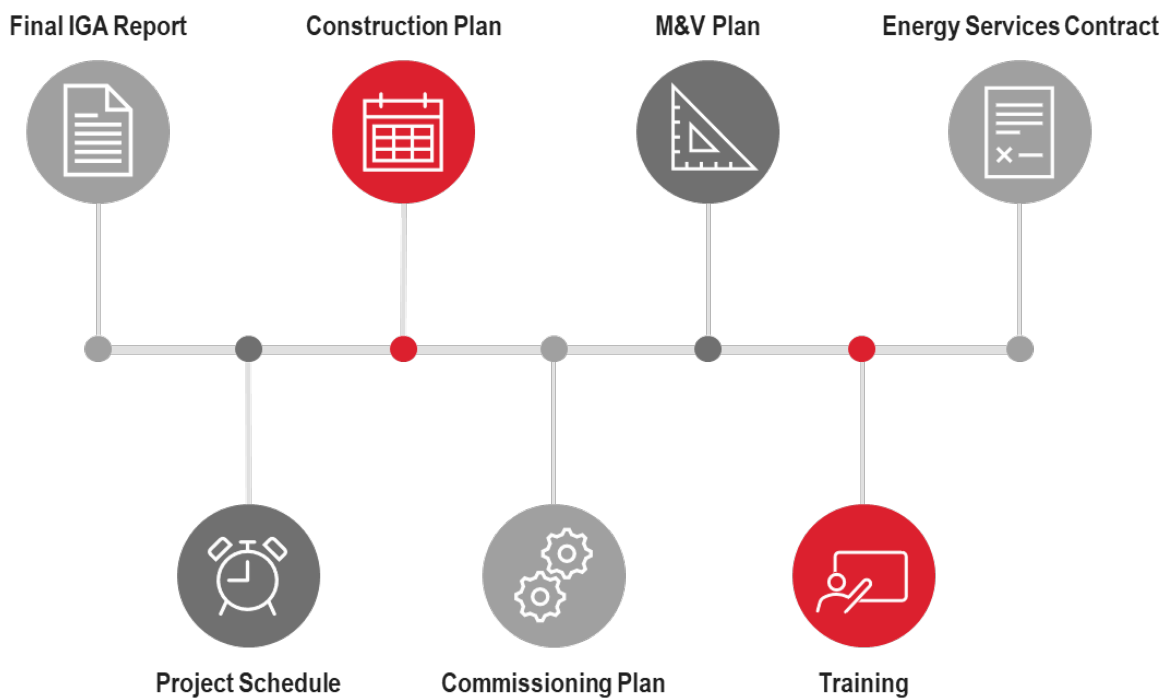 Final IGA Report
Construction Plan
M&V Plan
Energy Services Contract
Project Schedule
Commissioning Plan
Training